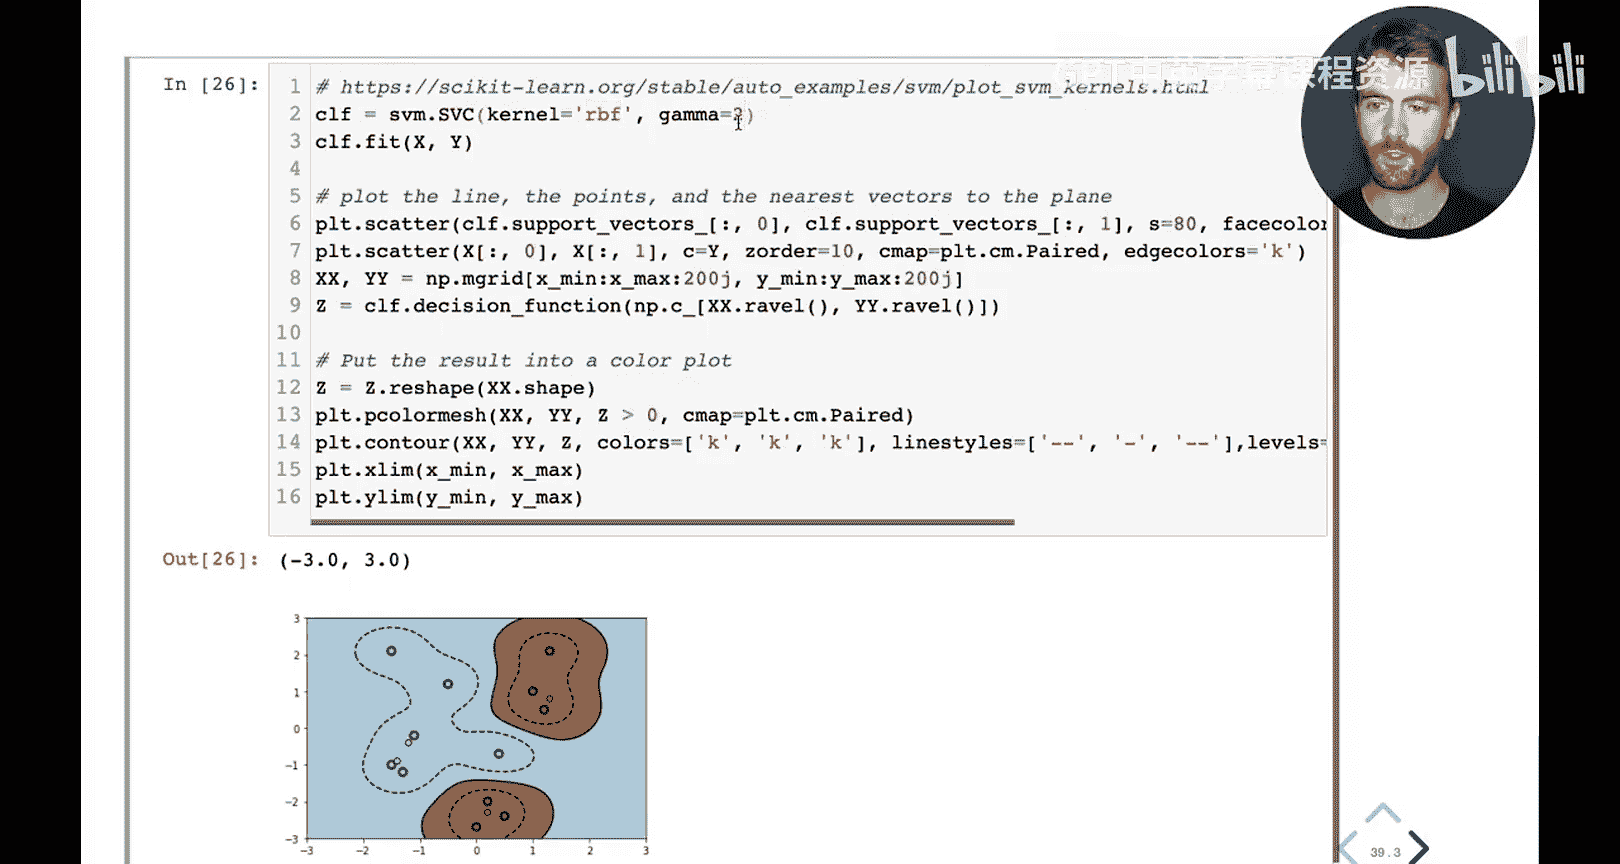 课程资源
bilibili
In [26]:
1 # https://scikit-learn.org/stable/auto_examples/svm/plot_svm_kernels.html
2 clf = svm.SVC(kernel='rbf', gamma=2)
3 clf.fit(X, Y)
4
5 # plot the line, the points, and the nearest vectors to the plane
6 plt.scatter(clf.support_vectors_[:, 0], clf.support_vectors_[:, 1], s=80, facecolor
7 plt.scatter(X[:, 0], X[:, 1], c=Y, zorder=10, cmap=plt.cm.Paired, edgecolors='k')
8 XX, YY = np.mgrid[x_min:x_max:200j, y_min:y_max:200j]
9 Z = clf.decision_function(np.c_[XX.ravel(), YY.ravel()])
10
11 # Put the result into a color plot
12 Z = Z.reshape(XX.shape)
13 plt.pcolormesh(XX, YY, Z > 0, cmap=plt.cm.Paired)
14 plt.contour(XX, YY, Z, colors=['k', 'k', 'k'], linestyles=['--', '-', '--'],levels=
15 plt.xlim(x_min, x_max)
16 plt.ylim(y_min, y_max)
Out[26]: (-3.0, 3.0)
3
2
1
0
-1
-2
-3
-3 -2 -1 0 1 2 3
39.3